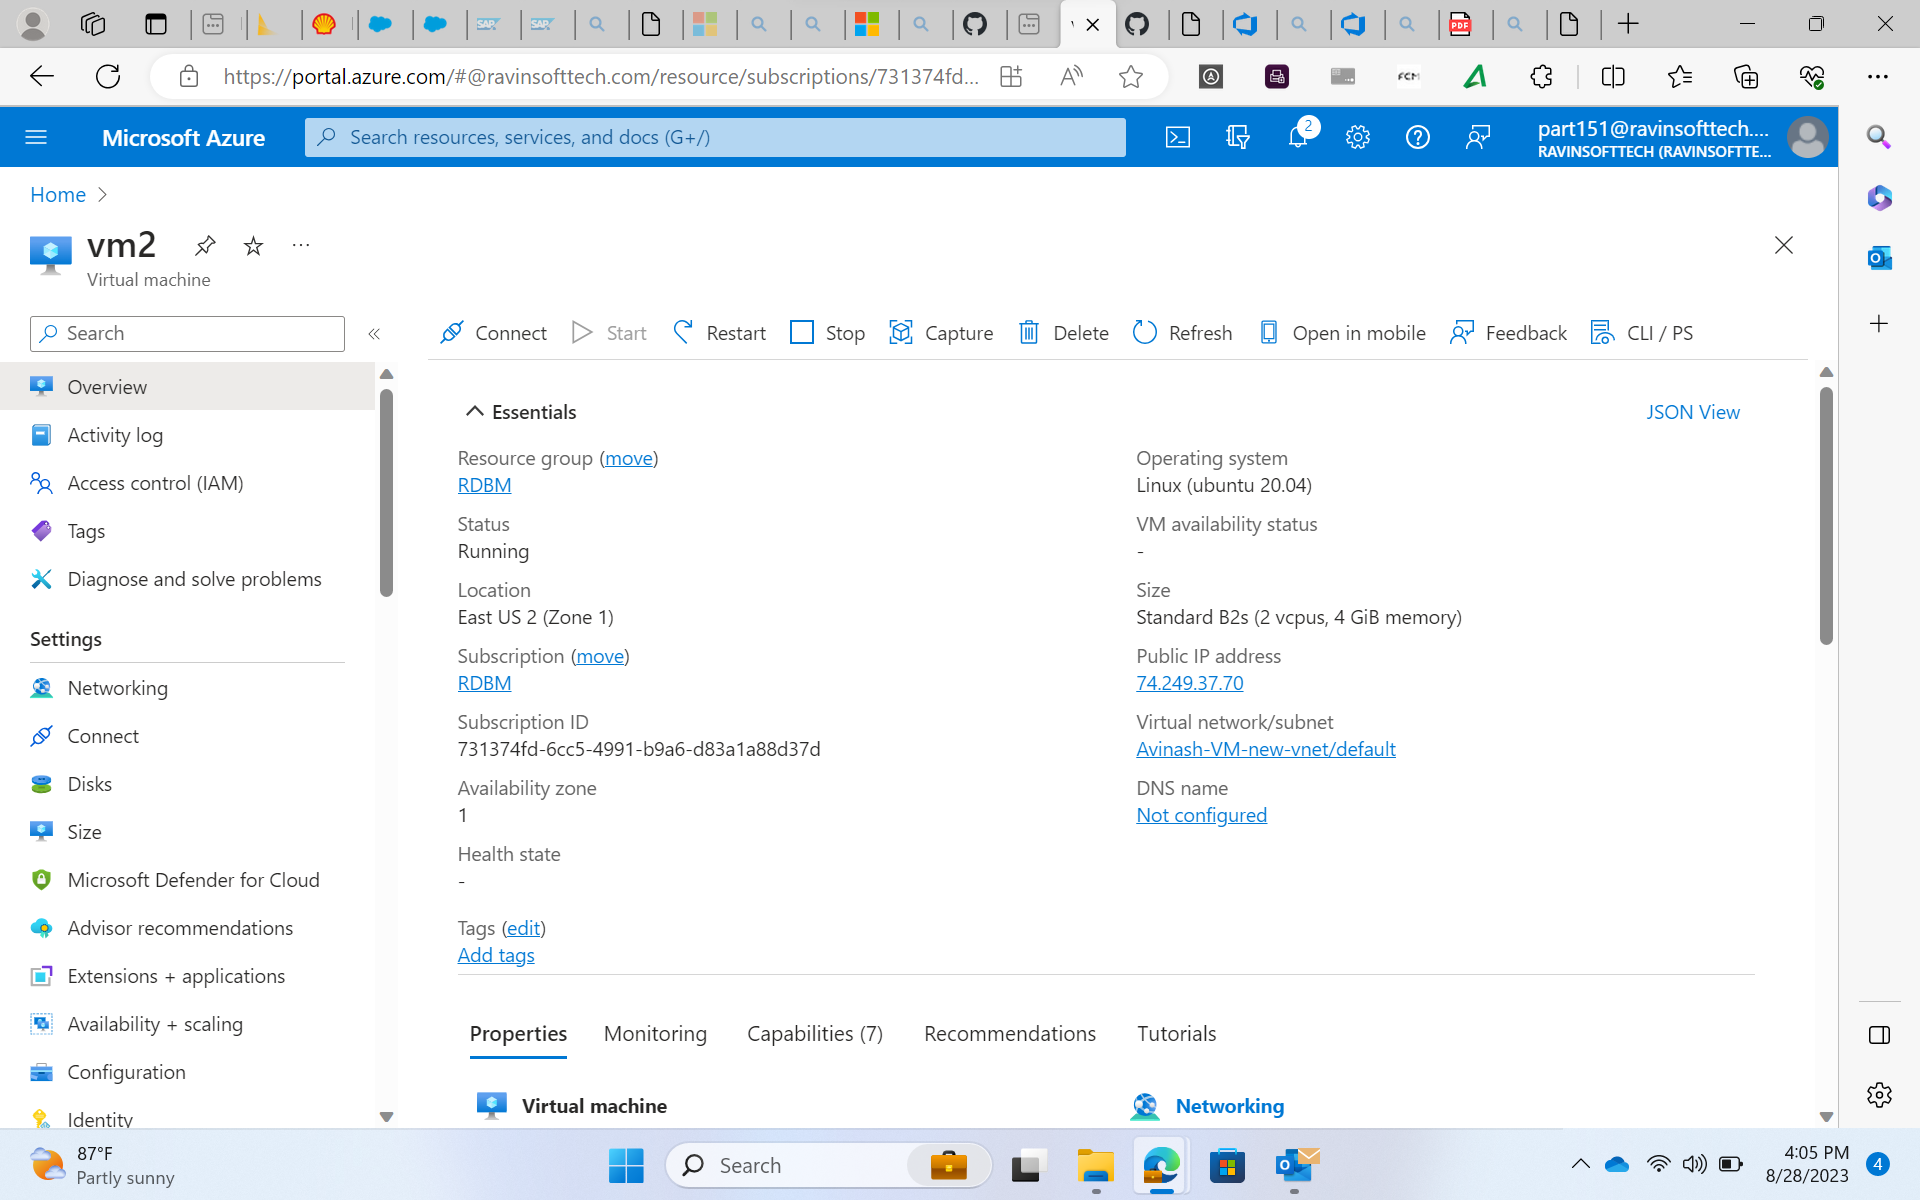 https://portal.azure.com/#@ravinsofttech.com/resource/subscriptions/731374fd...
Microsoft Azure
Search resources, services, and docs (G+/)
2
part151@ravinsofttech....
RAVINSOFTTECH (RAVINSOFTTE...
Home
vm2
Virtual machine
Search
Connect
Start
Restart
Stop
Capture
Delete
Refresh
Open in mobile
Feedback
CLI / PS
Overview
Activity log
Access control (IAM)
Tags
Diagnose and solve problems
Settings
Networking
Connect
Disks
Size
Microsoft Defender for Cloud
Advisor recommendations
Extensions + applications
Availability + scaling
Configuration
Identity
Essentials
JSON View
Resource group (move)
RDBM
Status
Running
Location
East US 2 (Zone 1)
Subscription (move)
RDBM
Subscription ID
731374fd-6cc5-4991-b9a6-d83a1a88d37d
Availability zone
1
Health state
-
Operating system
Linux (ubuntu 20.04)
VM availability status
-
Size
Standard B2s (2 vcpus, 4 GiB memory)
Public IP address
74.249.37.70
Virtual network/subnet
Avinash-VM-new-vnet/default
DNS name
Not configured
Tags (edit)
Add tags
Properties
Monitoring
Capabilities (7)
Recommendations
Tutorials
Virtual machine
Networking
87°F
Partly sunny
Search
4:05 PM
8/28/2023
4